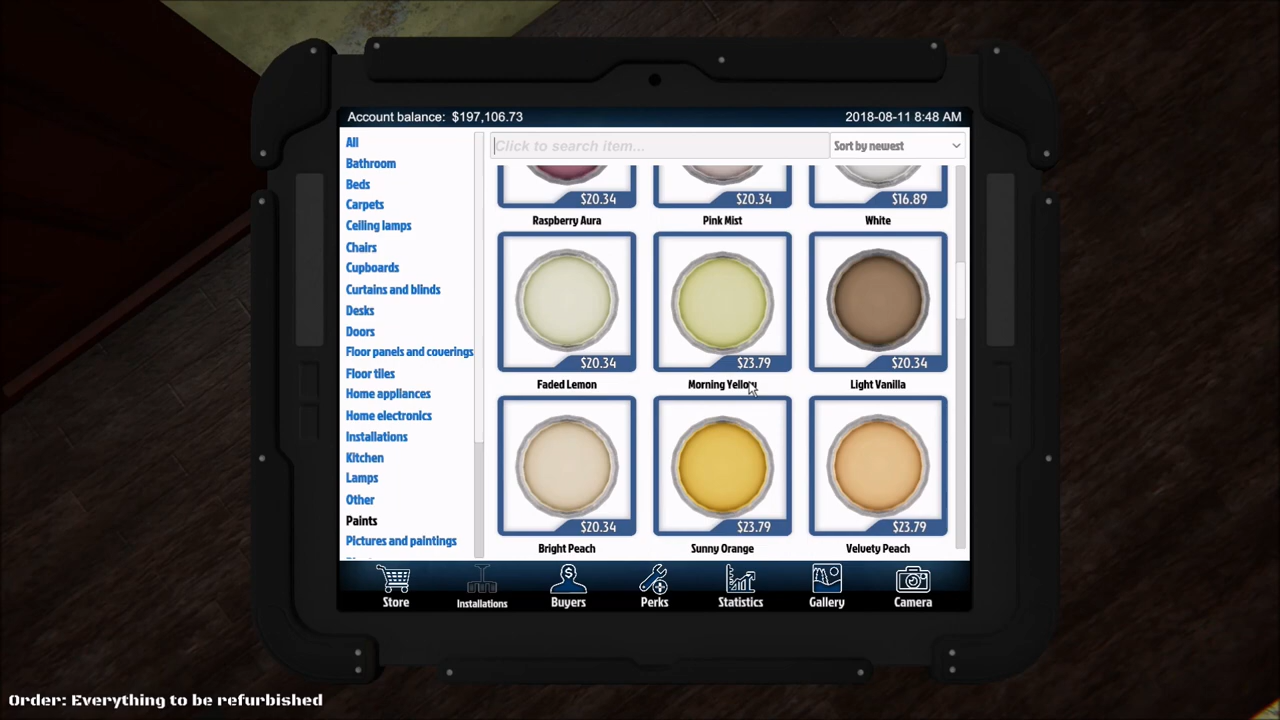 Account balance: $197,106.73
2018-08-11 8:48 AM
Click to search item...
Sort by newest
All
Bathroom
Beds
Carpets
Ceiling lamps
Chairs
Cupboards
Curtains and blinds
Desks
Doors
Floor panels and coverings
Floor tiles
Home appliances
Home electronics
Installations
Kitchen
Lamps
Other
Paints
Pictures and paintings
$20.34
$20.34
$16.89
Raspberry Aura
Pink Mist
White
$20.34
$23.79
$20.34
Faded Lemon
Morning Yellow
Light Vanilla
$20.34
$23.79
$23.79
Bright Peach
Sunny Orange
Velvety Peach
Store
Installations
Buyers
Perks
Statistics
Gallery
Camera
Order: Everything to be refurbished